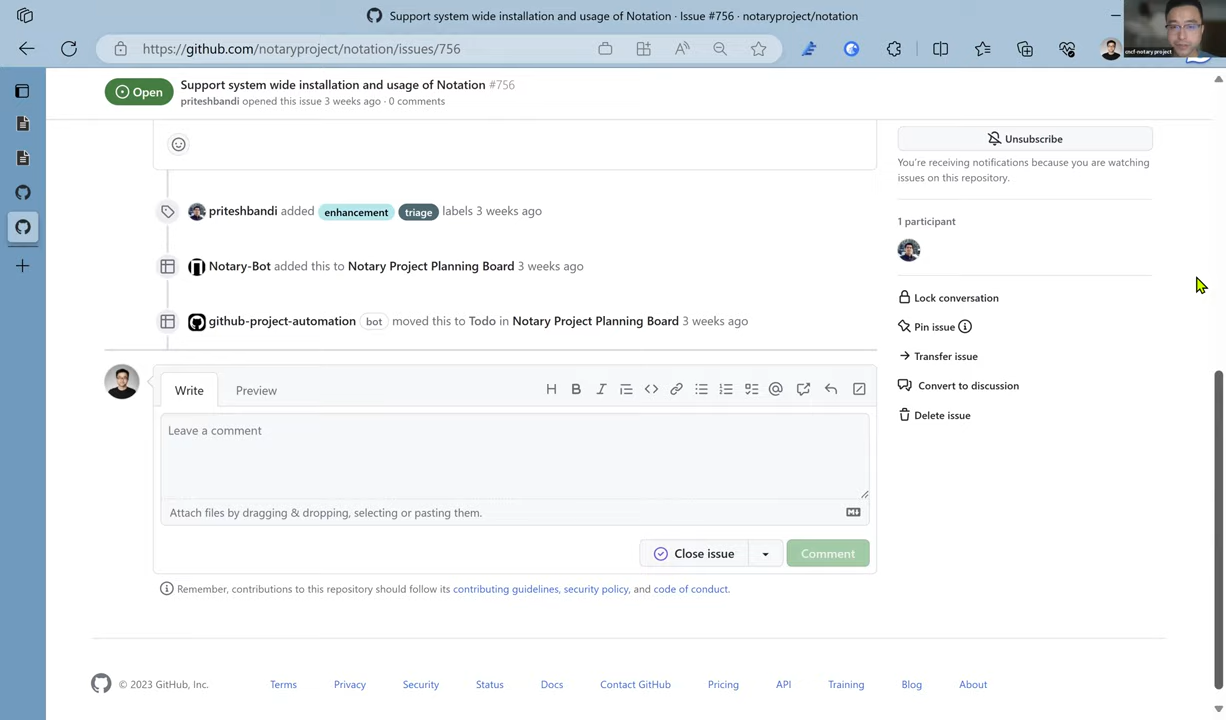 Support system wide installation and usage of Notation · Issue #756 · notaryproject/notation
https://github.com/notaryproject/notation/issues/756
cncf-notary project
Open
Support system wide installation and usage of Notation #756
priteshbandi opened this issue 3 weeks ago · 0 comments
Unsubscribe
You're receiving notifications because you are watching
issues on this repository.
priteshbandi added enhancement triage labels 3 weeks ago
1 participant
Notary-Bot added this to Notary Project Planning Board 3 weeks ago
Lock conversation
github-project-automation bot moved this to Todo in Notary Project Planning Board 3 weeks ago
Pin issue
Transfer issue
Convert to discussion
Delete issue
Write
Preview
Leave a comment
Attach files by dragging & dropping, selecting or pasting them.
Close issue
Comment
Remember, contributions to this repository should follow its contributing guidelines, security policy, and code of conduct.
© 2023 GitHub, Inc.
Terms
Privacy
Security
Status
Docs
Contact GitHub
Pricing
API
Training
Blog
About